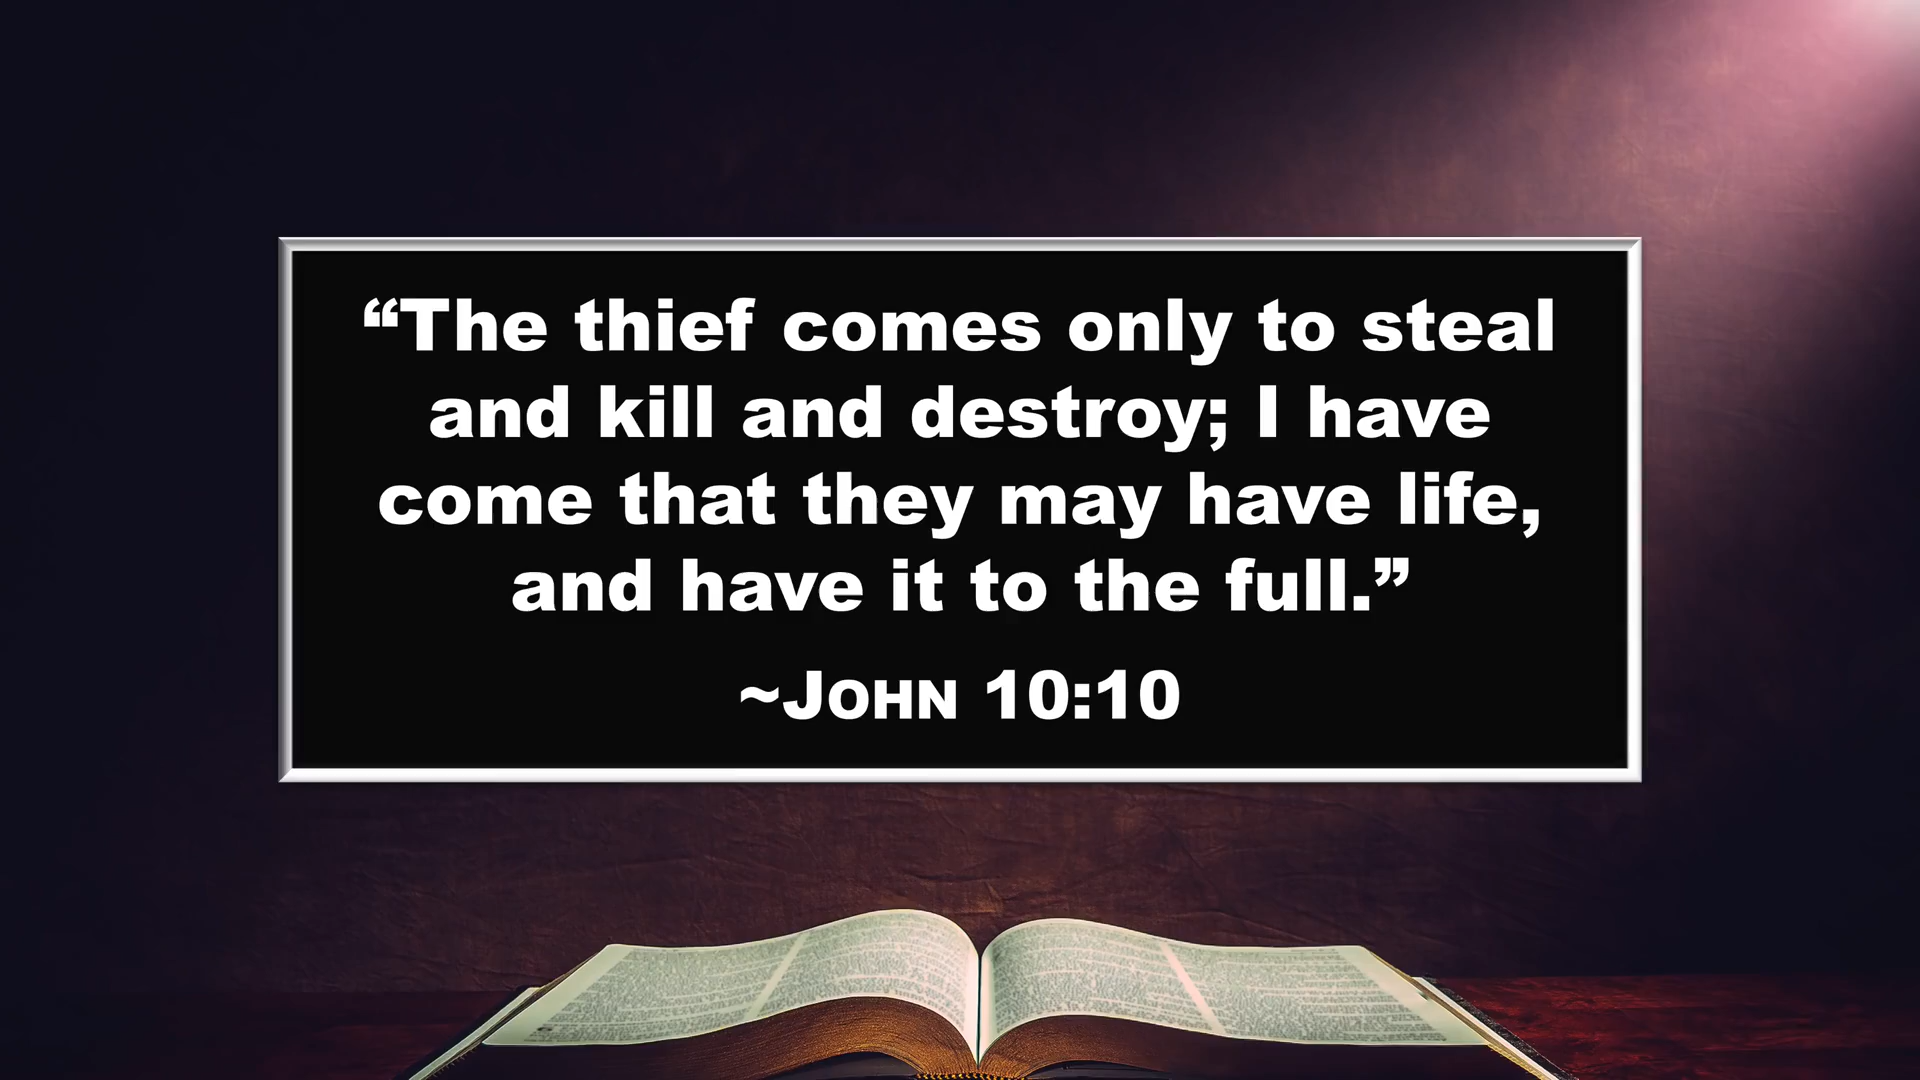 “The thief comes only to steal
and kill and destroy; I have
come that they may have life,
and have it to the full.”
~John 10:10